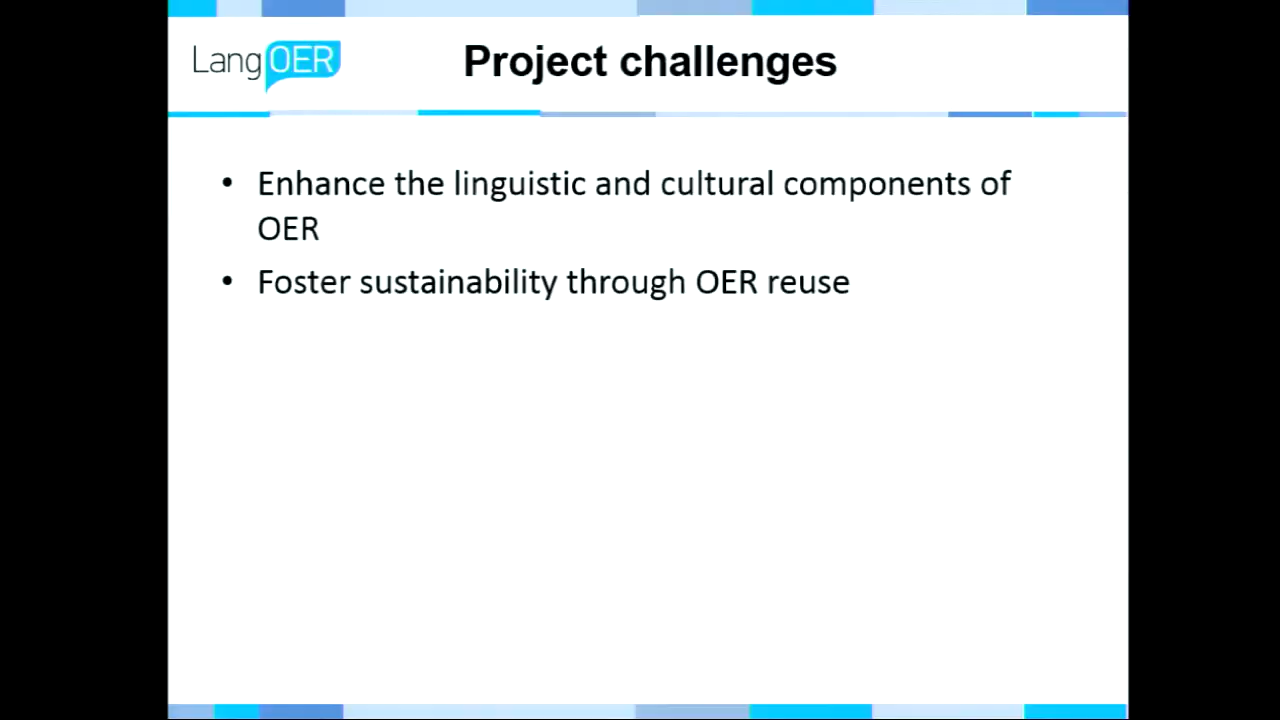 LangOER
Project challenges
• Enhance the linguistic and cultural components of
OER
• Foster sustainability through OER reuse